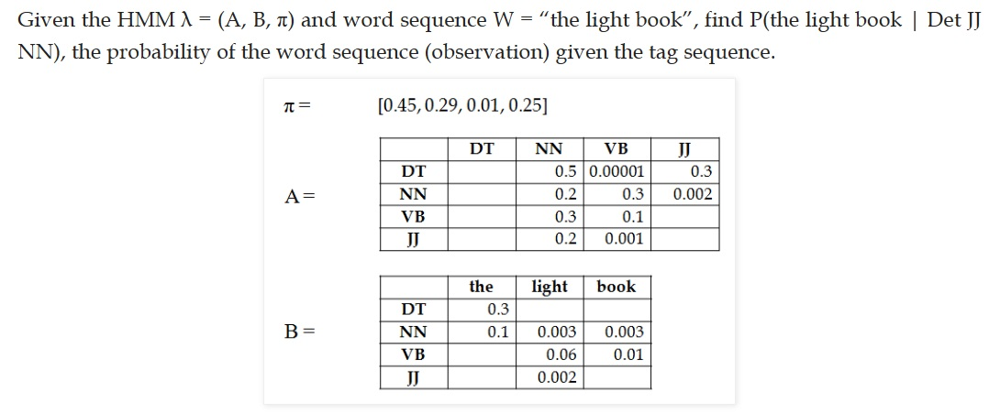 Given the HMM λ = (A, B, π) and word sequence W = “the light book”, find P(the light book | Det JJ
NN), the probability of the word sequence (observation) given the tag sequence.
π = [0.45, 0.29, 0.01, 0.25]
DT NN VB JJ
DT 0.5 0.00001 0.3
A = NN 0.2 0.3 0.002
VB 0.3 0.1
JJ 0.2 0.001
the light book
DT 0.3
B = NN 0.1 0.003 0.003
VB 0.06 0.01
JJ 0.002